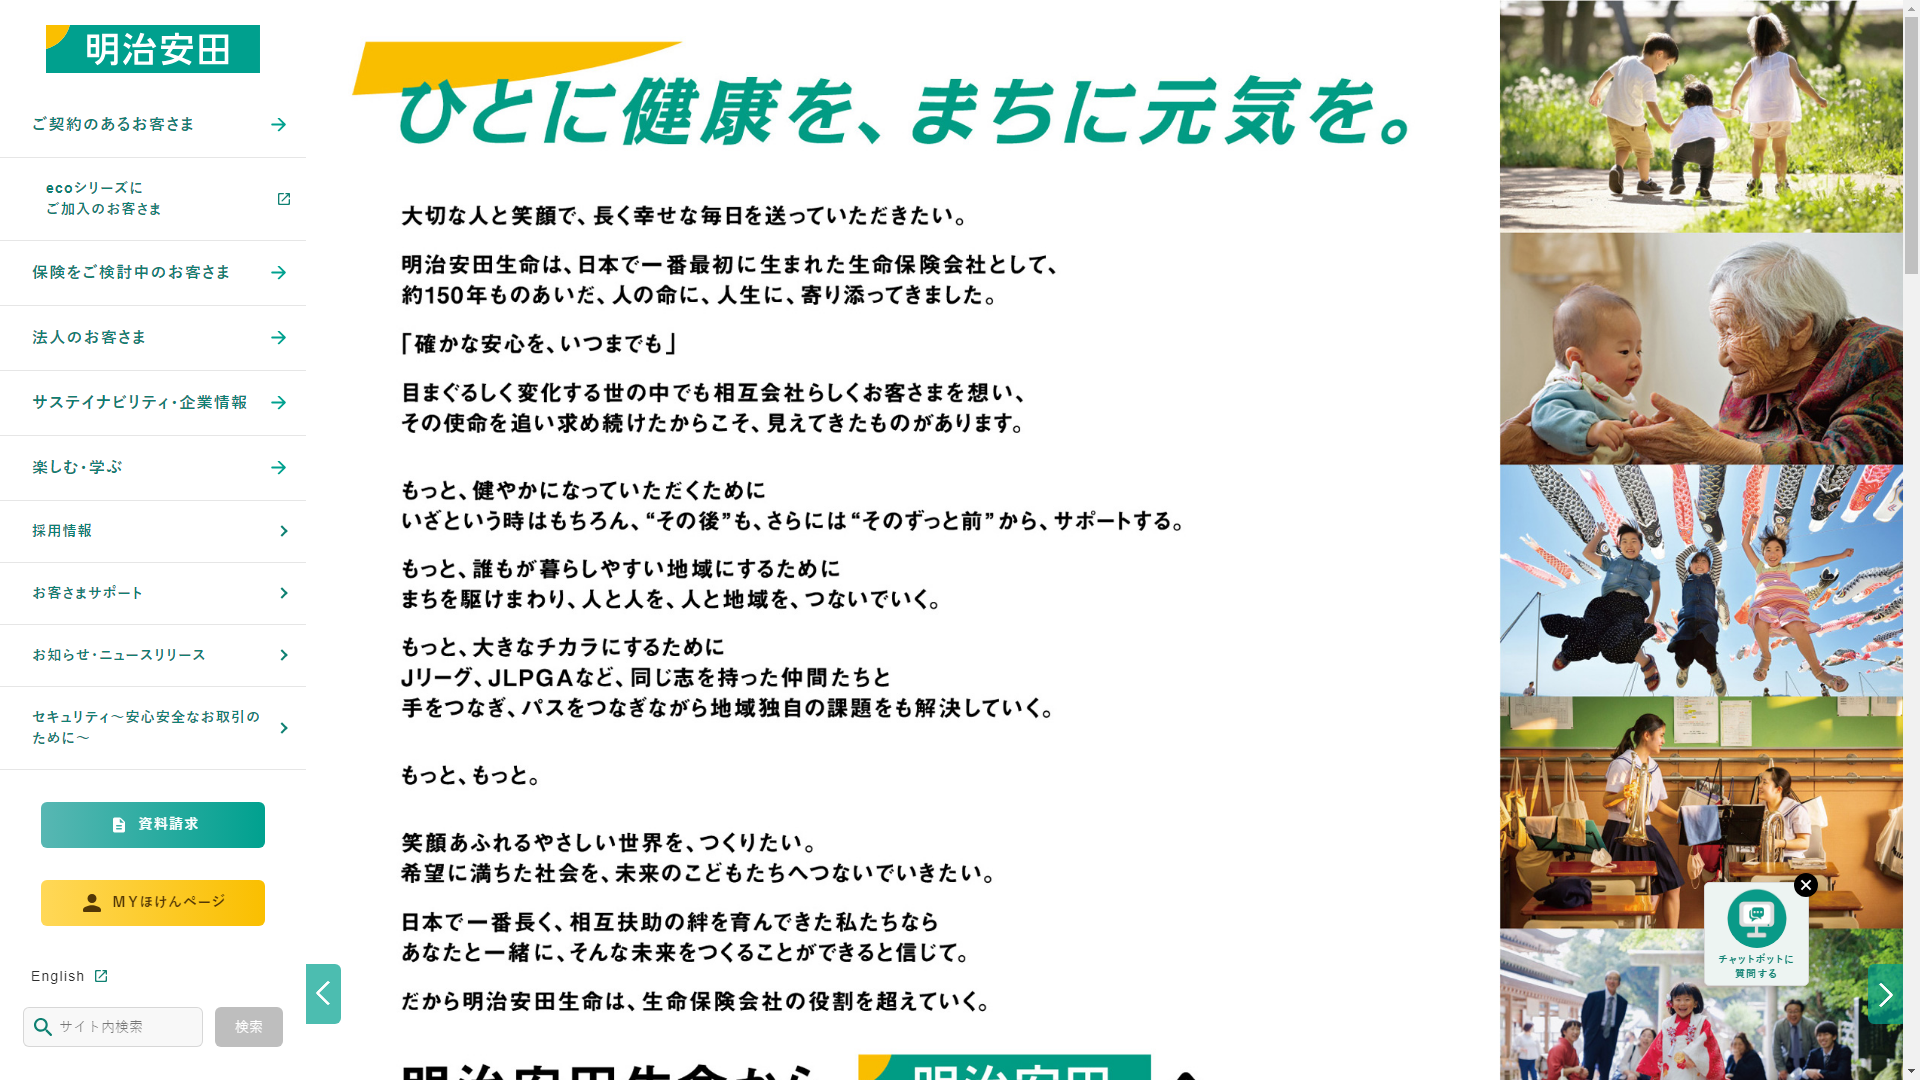 明治安田
ご契約のあるお客さま
ecoシリーズに
ご加入のお客さま
保険をご検討中のお客さま
法人のお客さま
サステイナビリティ・企業情報
楽しむ・学ぶ
採用情報
お客さまサポート
お知らせ・ニュースリリース
セキュリティ～安心安全なお取引の
ために～
資料請求
MYほけんページ
English
サイト内検索
検索
ひとに健康を、まちに元気を。
大切な人と笑顔で、長く幸せな毎日を送っていただきたい。
明治安田生命は、日本で一番最初に生まれた生命保険会社として、
約150年ものあいだ、人の命に、人生に、寄り添ってきました。
「確かな安心を、いつまでも」
目まぐるしく変化する世の中でも相互会社らしくお客さまを想い、
その使命を追い求め続けたからこそ、見えてきたものがあります。
もっと、健やかになっていただくために
いざという時はもちろん、“その後”も、さらには“そのずっと前”から、サポートする。
もっと、誰もが暮らしやすい地域にするために
まちを駆けまわり、人と人を、人と地域を、つないでいく。
もっと、大きなチカラにするために
Jリーグ、JLPGAなど、同じ志を持った仲間たちと
手をつなぎ、パスをつなぎながら地域独自の課題をも解決していく。
もっと、もっと。
笑顔あふれるやさしい世界を、つくりたい。
希望に満ちた社会を、未来のこどもたちへつないでいきたい。
日本で一番長く、相互扶助の絆を育んできた私たちなら
あなたと一緒に、そんな未来をつくることができると信じて。
だから明治安田生命は、生命保険会社の役割を超えていく。
明治安田生命から 明治安田 へ
チャットボットに
質問する